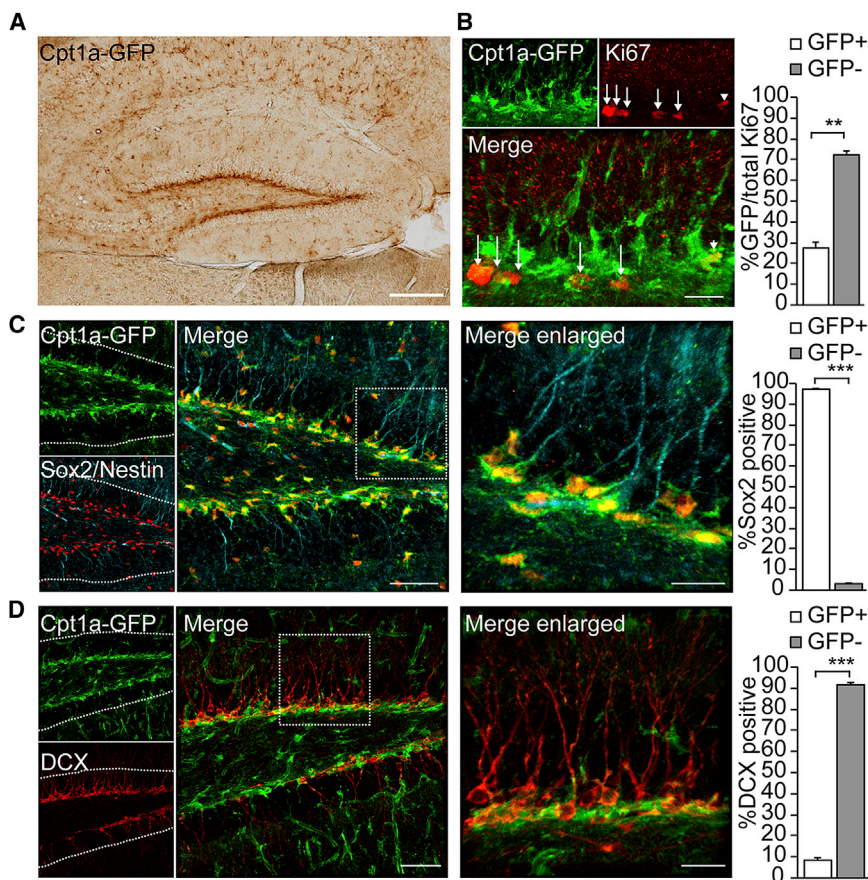 A
Cpt1a-GFP
B
Cpt1a-GFP
Ki67
Merge
GFP+
GFP-
**
%GFP/total Ki67
100
90
80
70
60
50
40
30
20
10
0
C
Cpt1a-GFP
Sox2/Nestin
Merge
Merge enlarged
GFP+
GFP-
***
%Sox2 positive
100
90
80
70
60
50
40
30
20
10
0
D
Cpt1a-GFP
DCX
Merge
Merge enlarged
GFP+
GFP-
***
%DCX positive
100
90
80
70
60
50
40
30
20
10
0